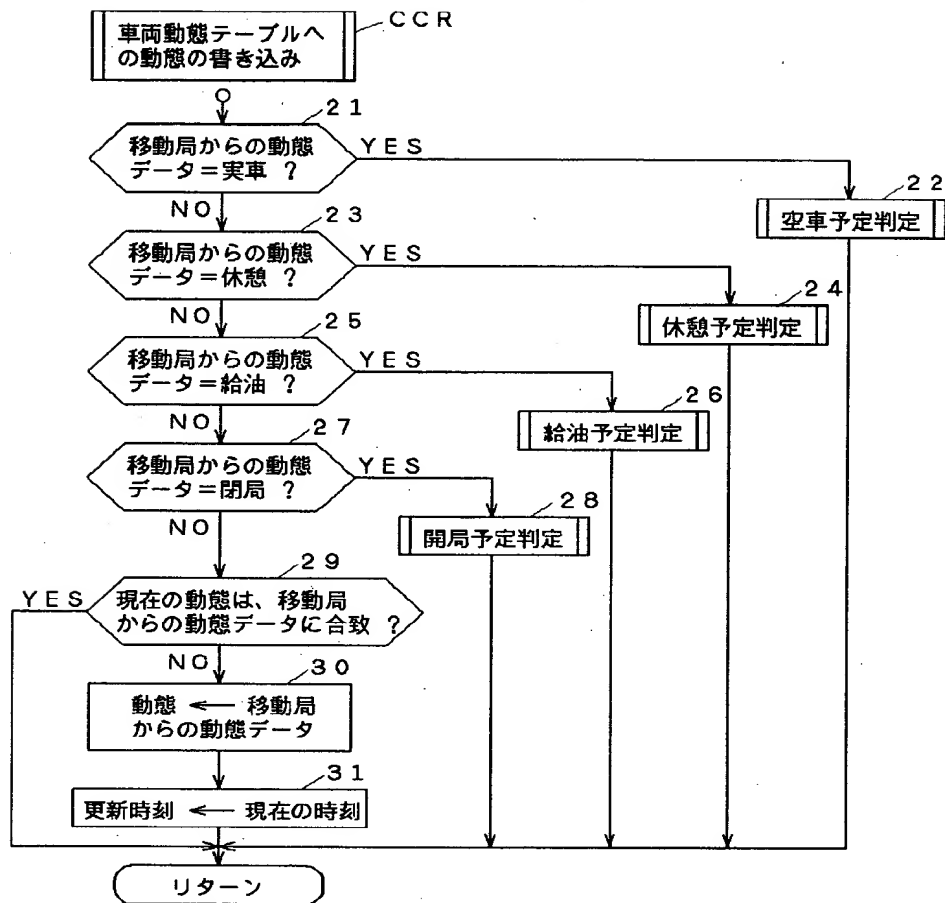 車両動態テーブルへ
の動態の書き込み
CCR
21
移動局からの動態
データ=実車 ?
YES
NO
22
空車予定判定
23
移動局からの動態
データ=休憩 ?
YES
NO
24
休憩予定判定
25
移動局からの動態
データ=給油 ?
YES
NO
26
給油予定判定
27
移動局からの動態
データ=閉局 ?
YES
NO
28
開局予定判定
29
YES
現在の動態は、移動局
からの動態データに合致 ?
NO
30
動態 ← 移動局
からの動態データ
31
更新時刻 ← 現在の時刻
リターン